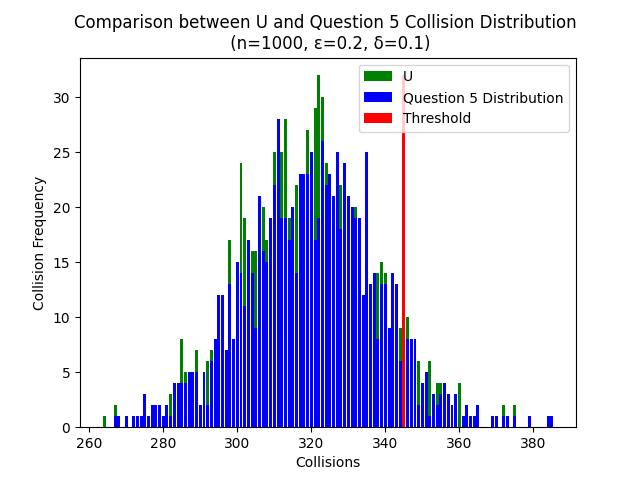 Comparison between U and Question 5 Collision Distribution
(n=1000, ε=0.2, δ=0.1)
U
Question 5 Distribution
Threshold
Collision Frequency
30
25
20
15
10
5
0
260 280 300 320 340 360 380
Collisions